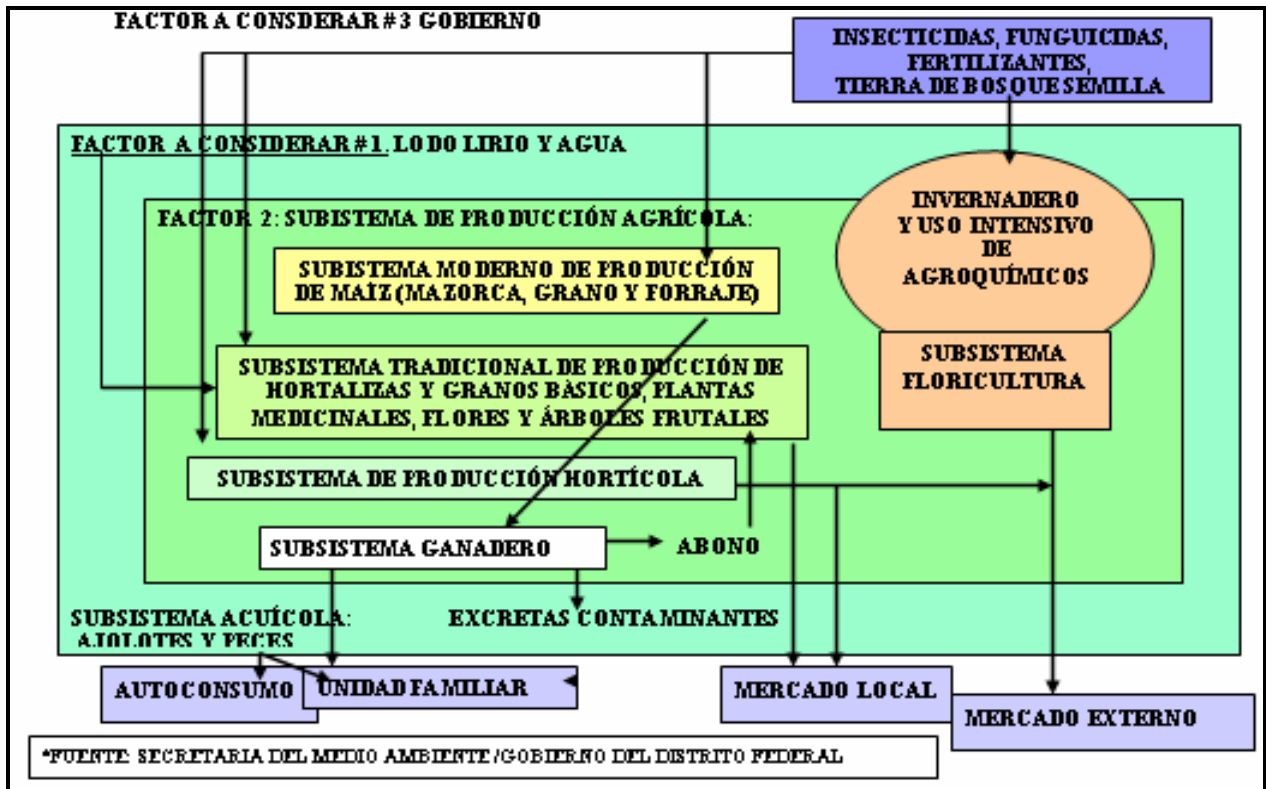 FACTOR A CONSDERAR #3 GOBIERNO
INSECTICIDAS, FUNGUICIDAS,
FERTILIZANTES,
TIERRA DE BOSQUE SEMILLA
FACTOR A CONSIDERAR #1. LODO LIRIO Y AGUA
FACTOR 2: SUBISTEMA DE PRODUCCIÓN AGRÍCOLA:
INVERNADERO
Y USO INTENSIVO
DE
AGROQUÍMICOS
SUBISTEMA MODERNO DE PRODUCCIÓN
DE MAÍZ (MAZORCA, GRANO Y FORRAJE)
SUBSISTEMA TRADICIONAL DE PRODUCCIÓN DE
HORTALIZAS Y GRANOS BÀSICOS, PLANTAS
MEDICINALES, FLORES Y ÁRBOLES FRUTALES
SUBSISTEMA
FLORICULTURA
SUBSISTEMA DE PRODUCCIÓN HORTÍCOLA
SUBSISTEMA GANADERO
ABONO
SUBSISTEMA ACUÍCOLA:
AJOLOTES Y PECES
EXCRETAS CONTAMINANTES
AUTOCONSUMO
UNIDAD FAMILIAR
MERCADO LOCAL
MERCADO EXTERNO
*FUENTE: SECRETARIA DEL MEDIO AMBIENTE /GOBIERNO DEL DISTRITO FEDERAL